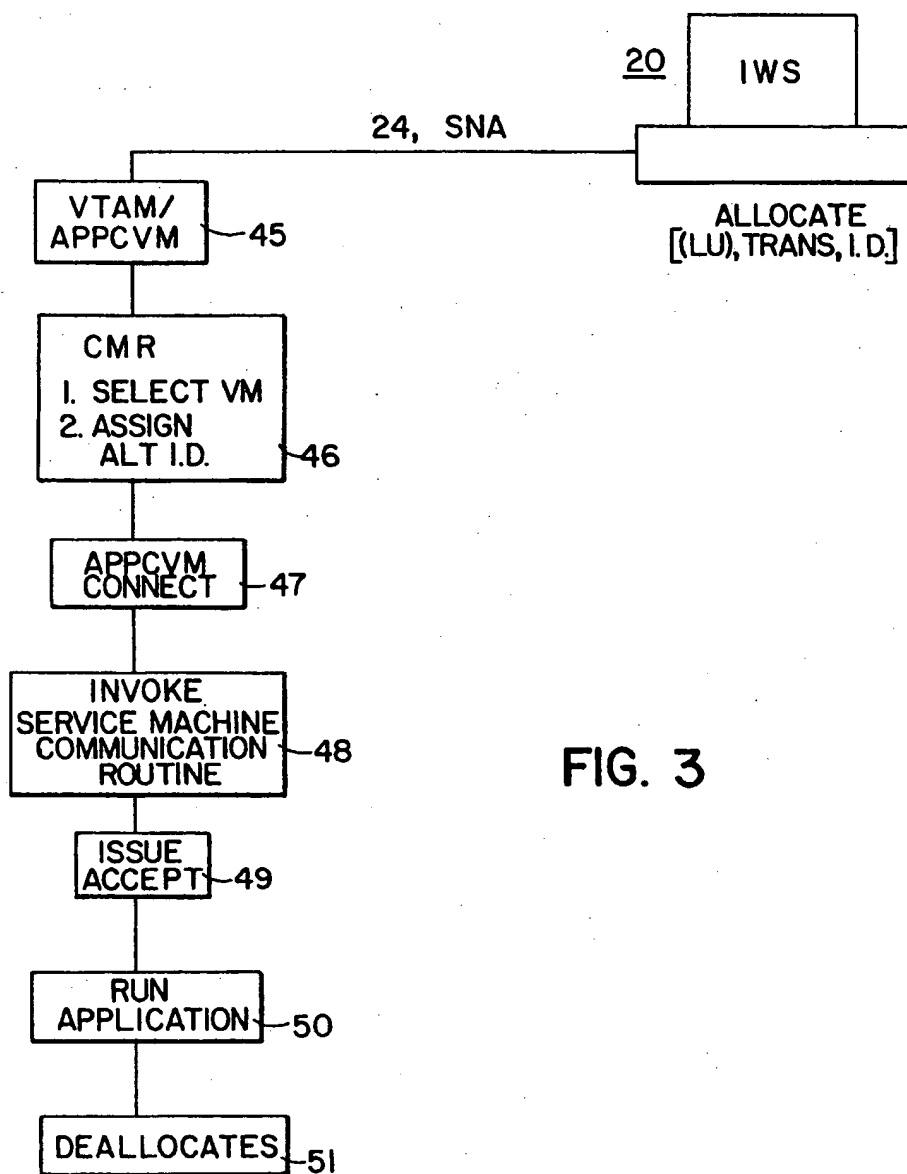 20
IWS
24, SNA
ALLOCATE
[(LU), TRANS, I.D.]
VTAM/
APPCVM
45
CMR
1. SELECT VM
2. ASSIGN
ALT I.D.
46
APPCVM
CONNECT
47
INVOKE
SERVICE MACHINE
COMMUNICATION
ROUTINE
48
FIG. 3
ISSUE
ACCEPT
49
RUN
APPLICATION
50
DEALLOCATES
51